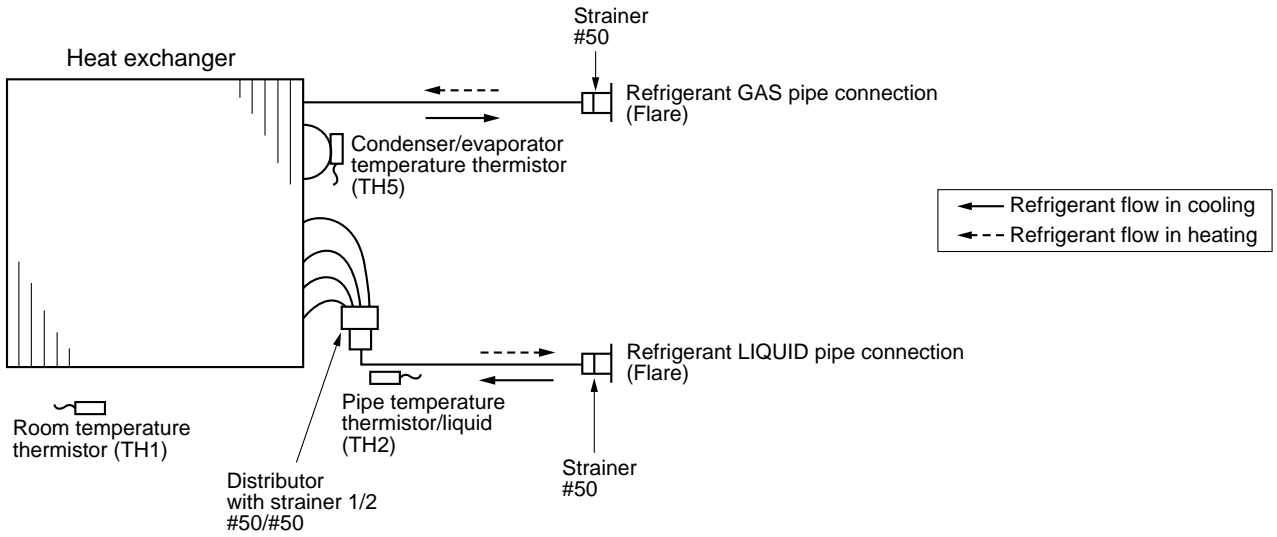 Strainer
#50
Heat exchanger
Refrigerant GAS pipe connection
(Flare)
Condenser/evaporator
temperature thermistor
(TH5)
Refrigerant flow in cooling
Refrigerant flow in heating
Refrigerant LIQUID pipe connection
(Flare)
Pipe temperature
thermistor/liquid
(TH2)
Room temperature
thermistor (TH1)
Strainer
#50
Distributor
with strainer 1/2
#50/#50